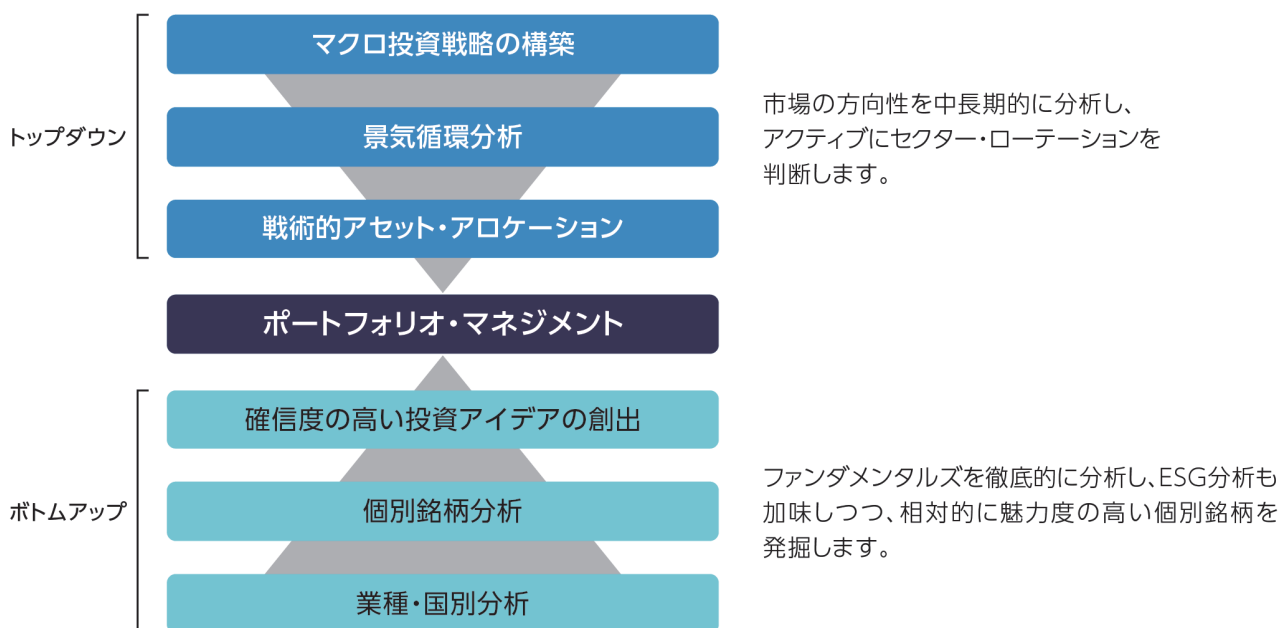 トップダウン
マクロ投資戦略の構築
景気循環分析
戦術的アセット・アロケーション
市場の方向性を中長期的に分析し、
アクティブにセクター・ローテーションを
判断します。
ポートフォリオ・マネジメント
ボトムアップ
確信度の高い投資アイデアの創出
個別銘柄分析
業種・国別分析
ファンダメンタルズを徹底的に分析し、ESG分析も
加味しつつ、相対的に魅力度の高い個別銘柄を
発掘します。